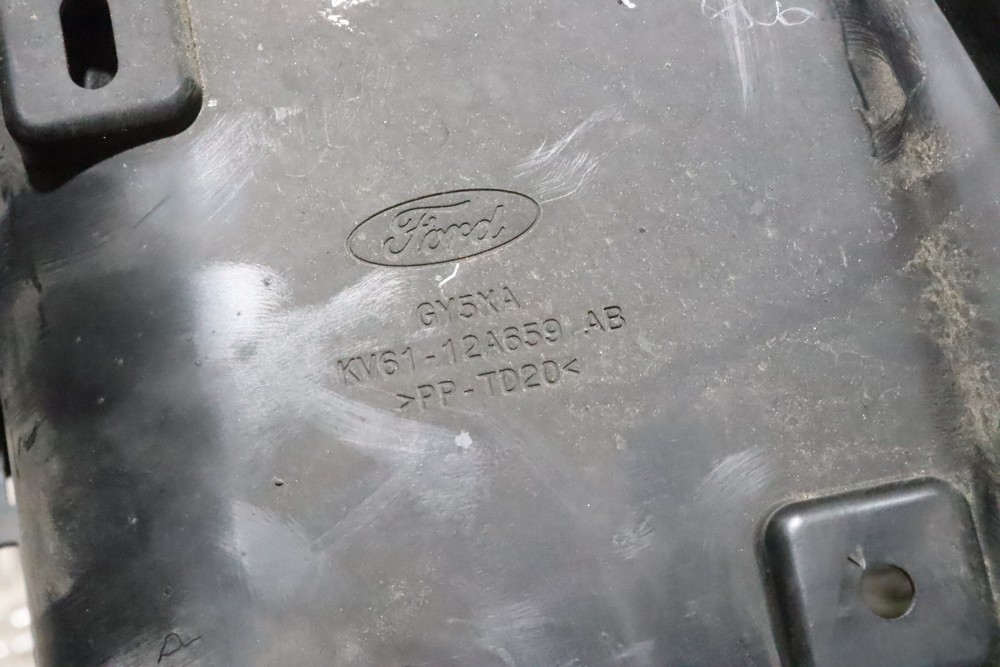 Ford
GY5XA
KV61-12A659 AB
>PP-TD20<